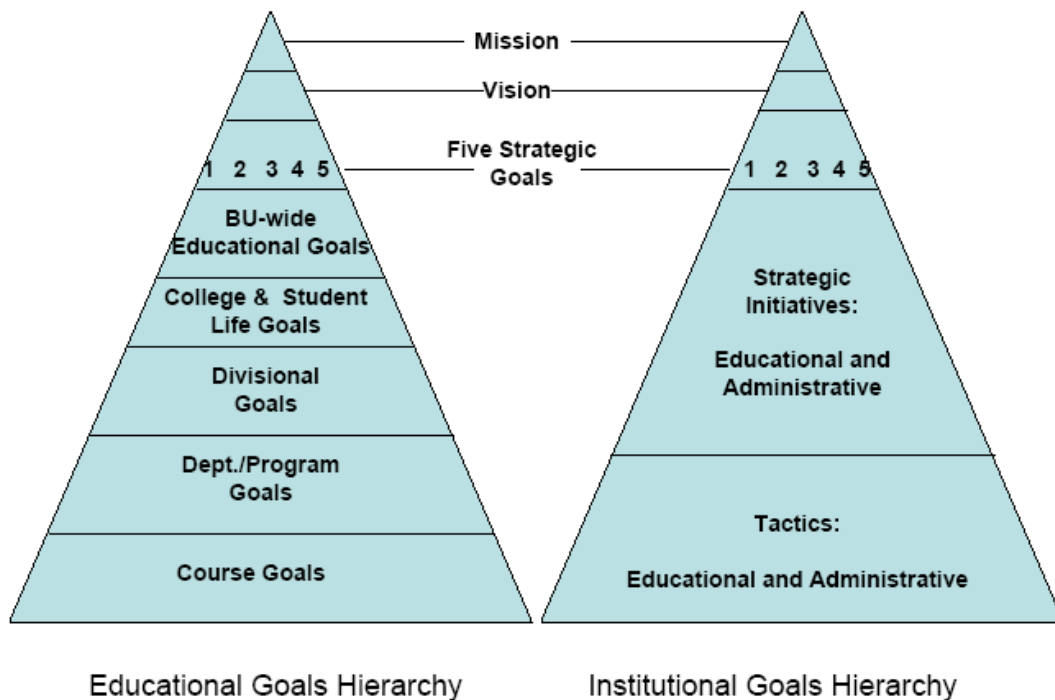 Mission
Vision
Five Strategic
Goals
1 2 3 4 5
BU-wide
Educational Goals
College & Student
Life Goals
Divisional
Goals
Dept./Program
Goals
Course Goals
Educational Goals Hierarchy
1 2 3 4 5
Strategic
Initiatives:
Educational and
Administrative
Tactics:
Educational and Administrative
Institutional Goals Hierarchy